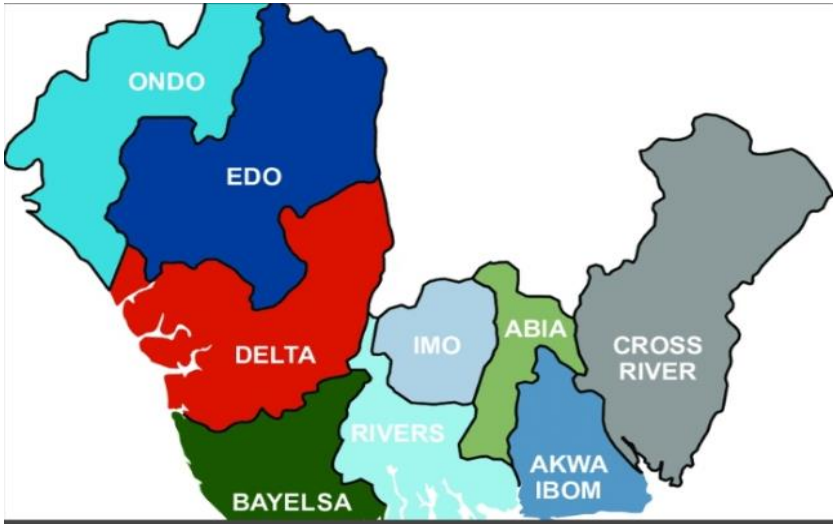 ONDO
EDO
DELTA
IMO
ABIA
CROSS
RIVER
RIVERS
AKWA
IBOM
BAYELSA